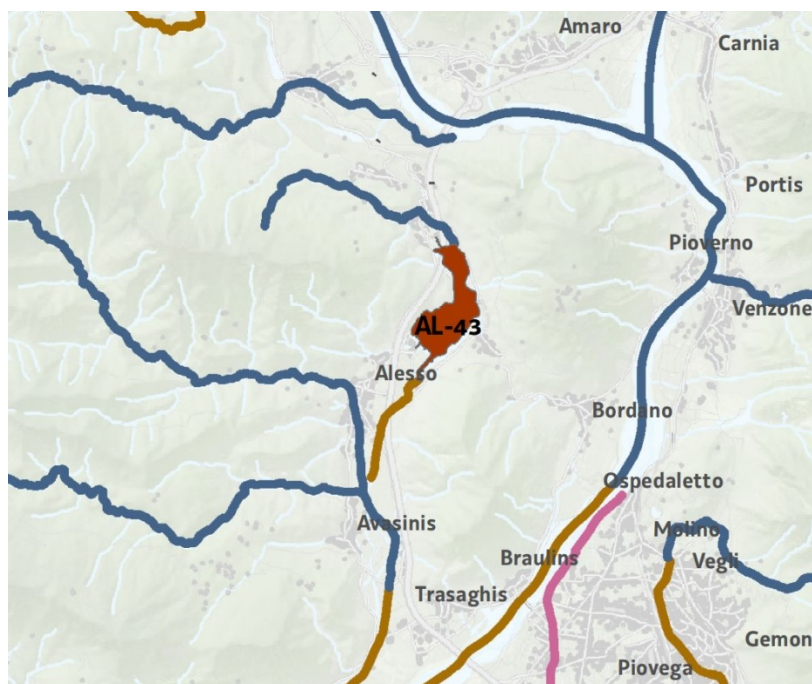 Amaro
Carnia
Portis
Pioverno
Venzone
AL-43
Alesso
Bordano
Ospedaletto
Avasinis
Molino
Braulins
Vegli
Trasaghis
Gemon
Piovega